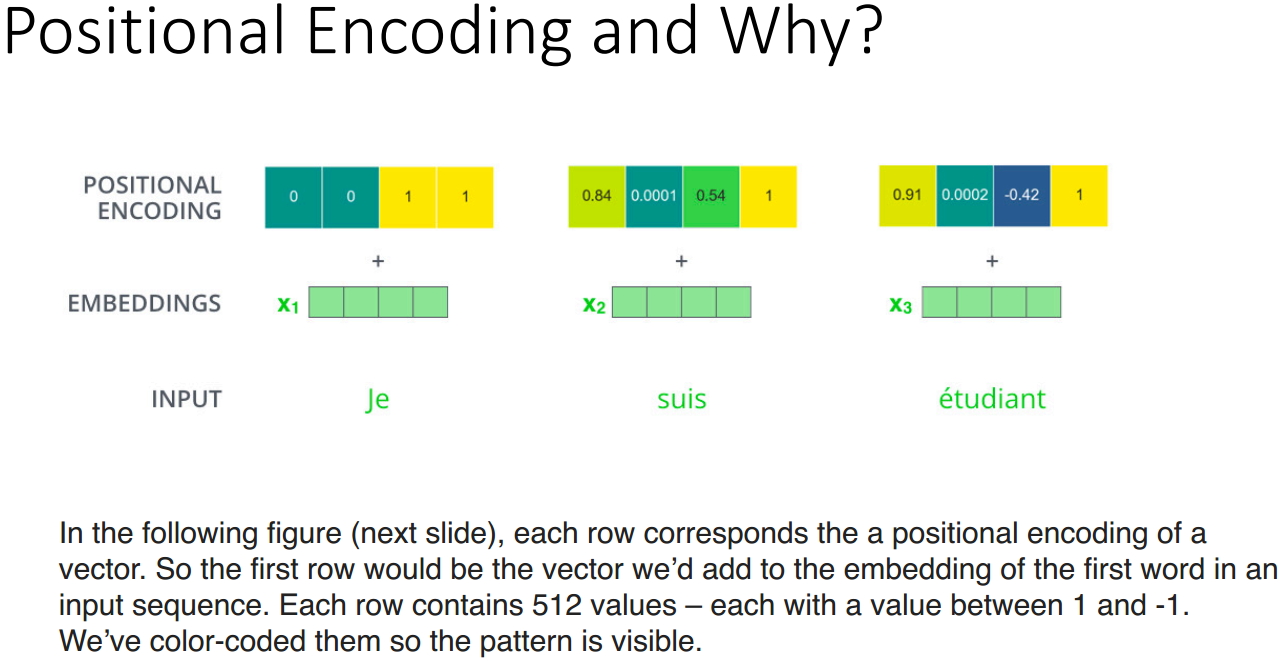 Positional Encoding and Why?
POSITIONAL
ENCODING
0 0 1 1
0.84 0.0001 0.54 1
0.91 0.0002 -0.42 1
+ + +
EMBEDDINGS x1 x2 x3
INPUT Je suis étudiant
In the following figure (next slide), each row corresponds the a positional encoding of a
vector. So the first row would be the vector we’d add to the embedding of the first word in an
input sequence. Each row contains 512 values – each with a value between 1 and -1.
We’ve color-coded them so the pattern is visible.